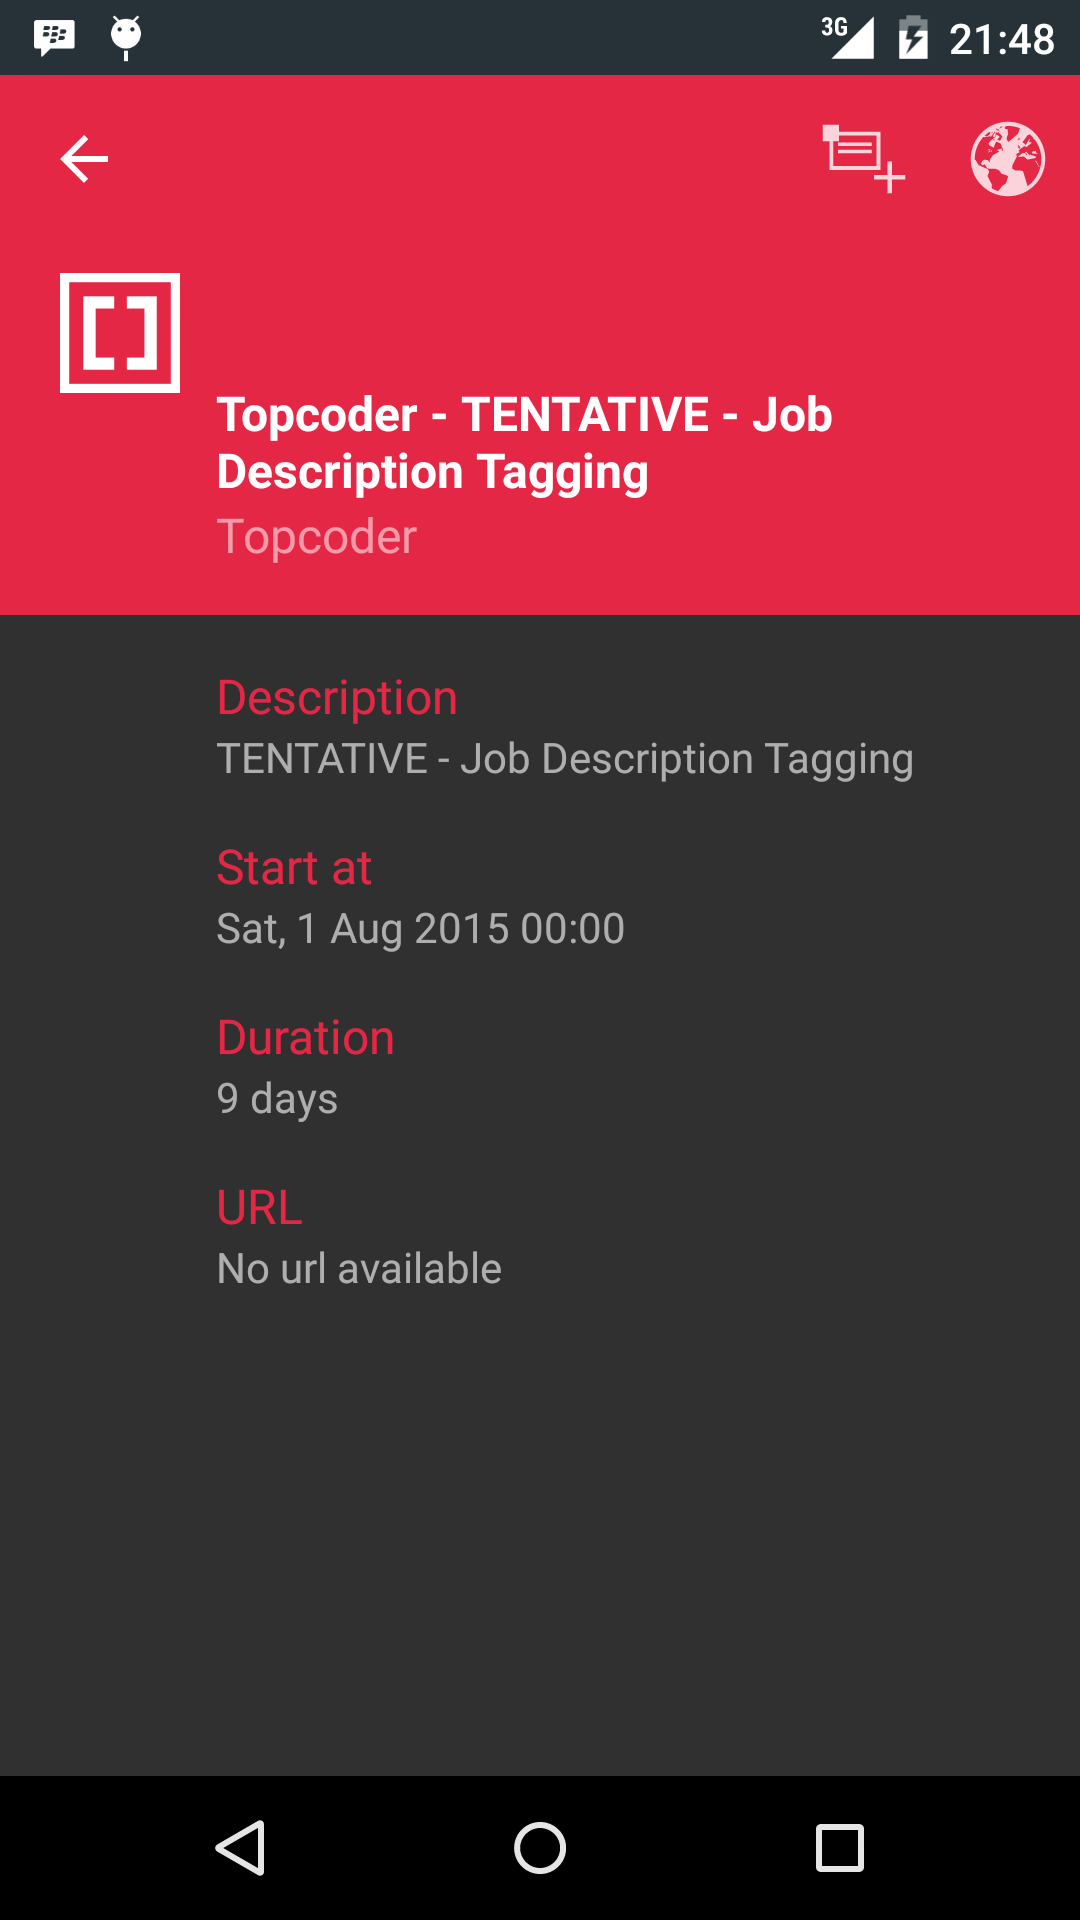 3G 21:48
Topcoder - TENTATIVE - Job
Description Tagging
Topcoder
Description
TENTATIVE - Job Description Tagging
Start at
Sat, 1 Aug 2015 00:00
Duration
9 days
URL
No url available